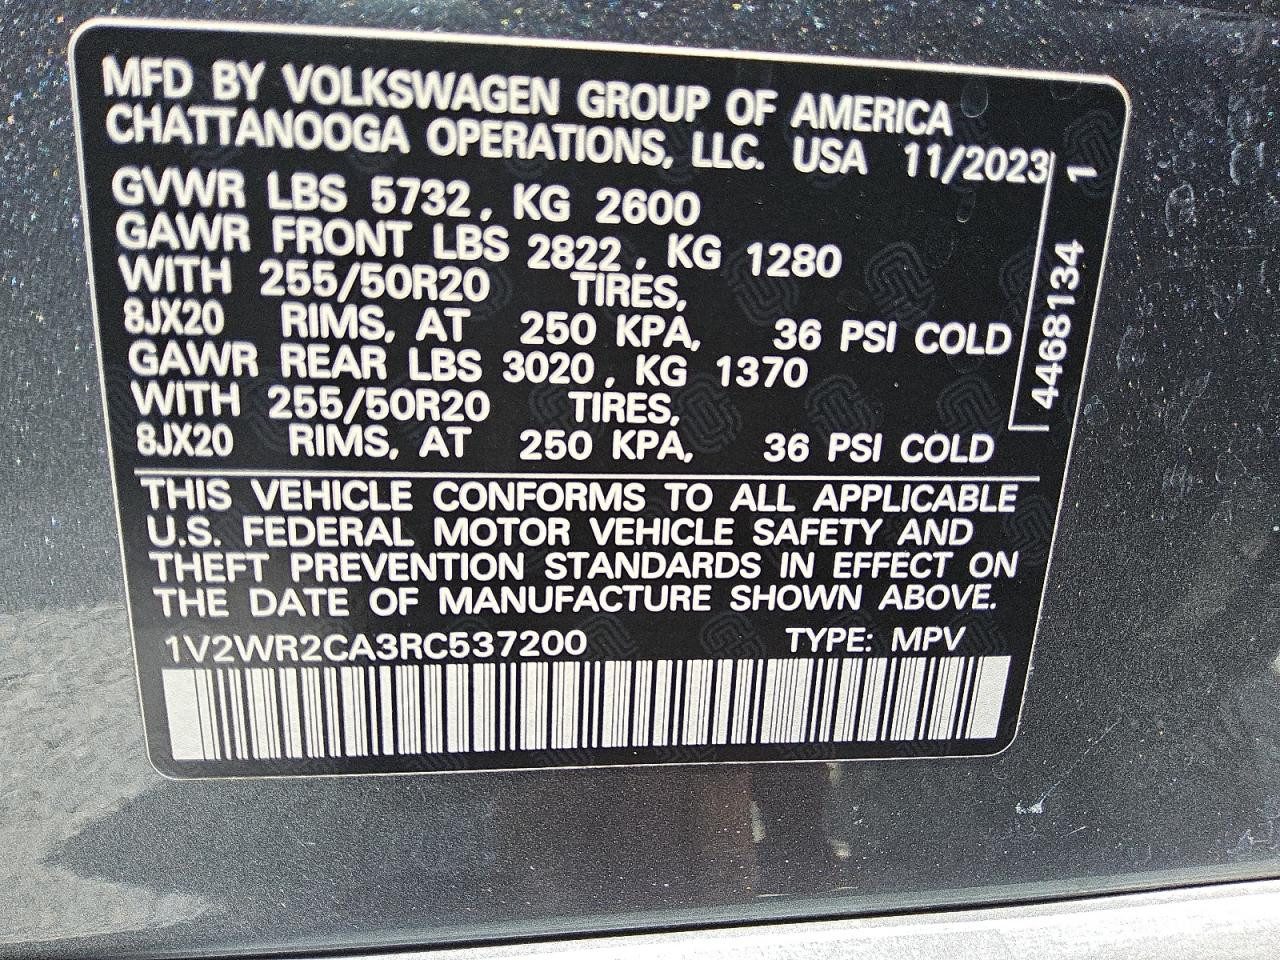 MFD BY VOLKSWAGEN GROUP OF AMERICA
CHATTANOOGA OPERATIONS, LLC. USA 11/2023
GVWR LBS 5732, KG 2600
GAWR FRONT LBS 2822, KG 1280
WITH 255/50R20 TIRES,
8JX20 RIMS, AT 250 KPA, 36 PSI COLD
GAWR REAR LBS 3020, KG 1370
WITH 255/50R20 TIRES,
8JX20 RIMS, AT 250 KPA, 36 PSI COLD
4468134 1
THIS VEHICLE CONFORMS TO ALL APPLICABLE
U.S. FEDERAL MOTOR VEHICLE SAFETY AND
THEFT PREVENTION STANDARDS IN EFFECT ON
THE DATE OF MANUFACTURE SHOWN ABOVE.
1V2WR2CA3RC537200 TYPE: MPV